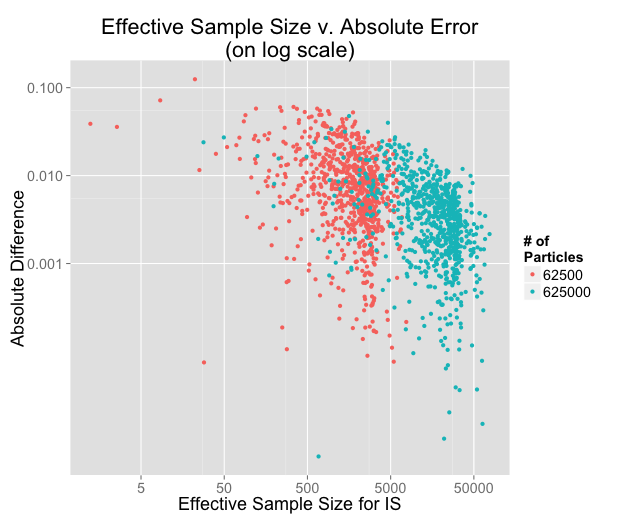 Effective Sample Size v. Absolute Error
(on log scale)
0.100
0.010
0.001
Absolute Difference
5 50 500 5000 50000
Effective Sample Size for IS
# of
Particles
62500
625000